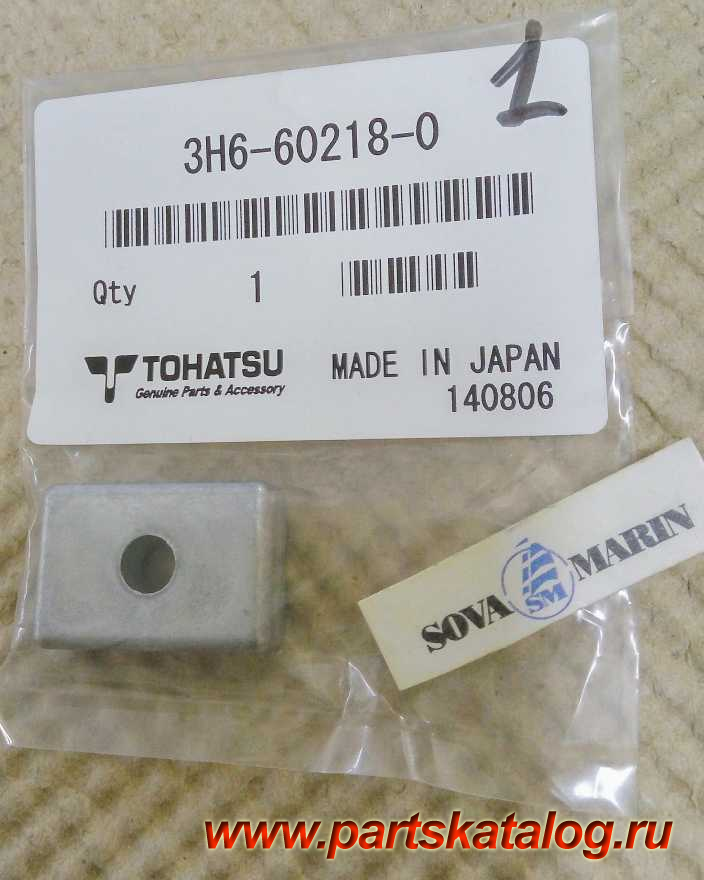 1
3H6-60218-0
Qty 1
TOHATSU
Genuine Parts & Accessory
MADE IN JAPAN
140806
SOVA SM MARIN
www.partskatalog.ru